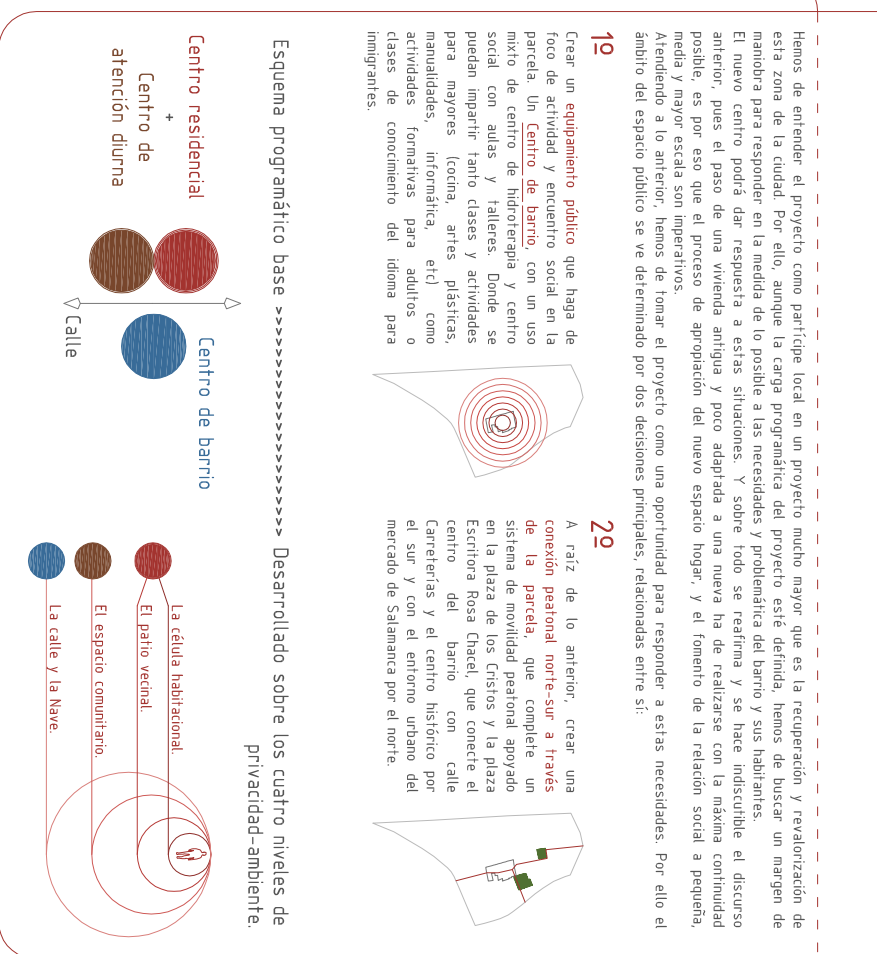 Hemos de entender el proyecto como partícipe local en un proyecto mucho mayor que es la recuperación y revalorización de
esta zona de la ciudad. Por ello, aunque la carga programática del proyecto esté definida, hemos de buscar un margen de
maniobra para responder en la medida de lo posible a las necesidades y problemática del barrio y sus habitantes.
El nuevo centro podrá dar respuesta a estas situaciones. Y sobre todo se reafirma y se hace indiscutible el discurso
anterior, pues el paso de una vivienda antigua y poco adaptada a una nueva ha de realizarse con la máxima continuidad
posible, es por eso que el proceso de apropiación del nuevo espacio hogar, y el fomento de la relación social a pequeña,
media y mayor escala son imperativos.
Atendiendo a lo anterior, hemos de tomar el proyecto como una oportunidad para responder a estas necesidades. Por ello el
ámbito del espacio público se ve determinado por dos decisiones principales, relacionadas entre sí:
1º
Crear un equipamiento público que haga de
foco de actividad y encuentro social en la
parcela. Un Centro de barrio, con un uso
mixto de centro de hidroterapia y centro
social con aulas y talleres. Donde se
puedan impartir tanto clases y actividades
para mayores (cocina, artes plásticas,
manualidades, informática, etc) como
actividades formativas para adultos o
clases de conocimiento del idioma para
inmigrantes.
2º
A raíz de lo anterior, crear una
conexión peatonal norte-sur a través
de la parcela, que complete un
sistema de movilidad peatonal apoyado
en la plaza de los Cristos y la plaza
Escritora Rosa Chacel, que conecte el
centro del barrio con calle
Carreterías y el centro histórico por
el sur y con el entorno urbano del
mercado de Salamanca por el norte.
Esquema programático base >>>>>>>>>>>>>>>>>>>>>>> Desarrollado sobre los cuatro niveles de
privacidad-ambiente.
Centro residencial
+
Centro de
atención diurna
Centro de barrio
Calle
La célula habitacional.
El patio vecinal.
El espacio comunitario.
La calle y la Nave.